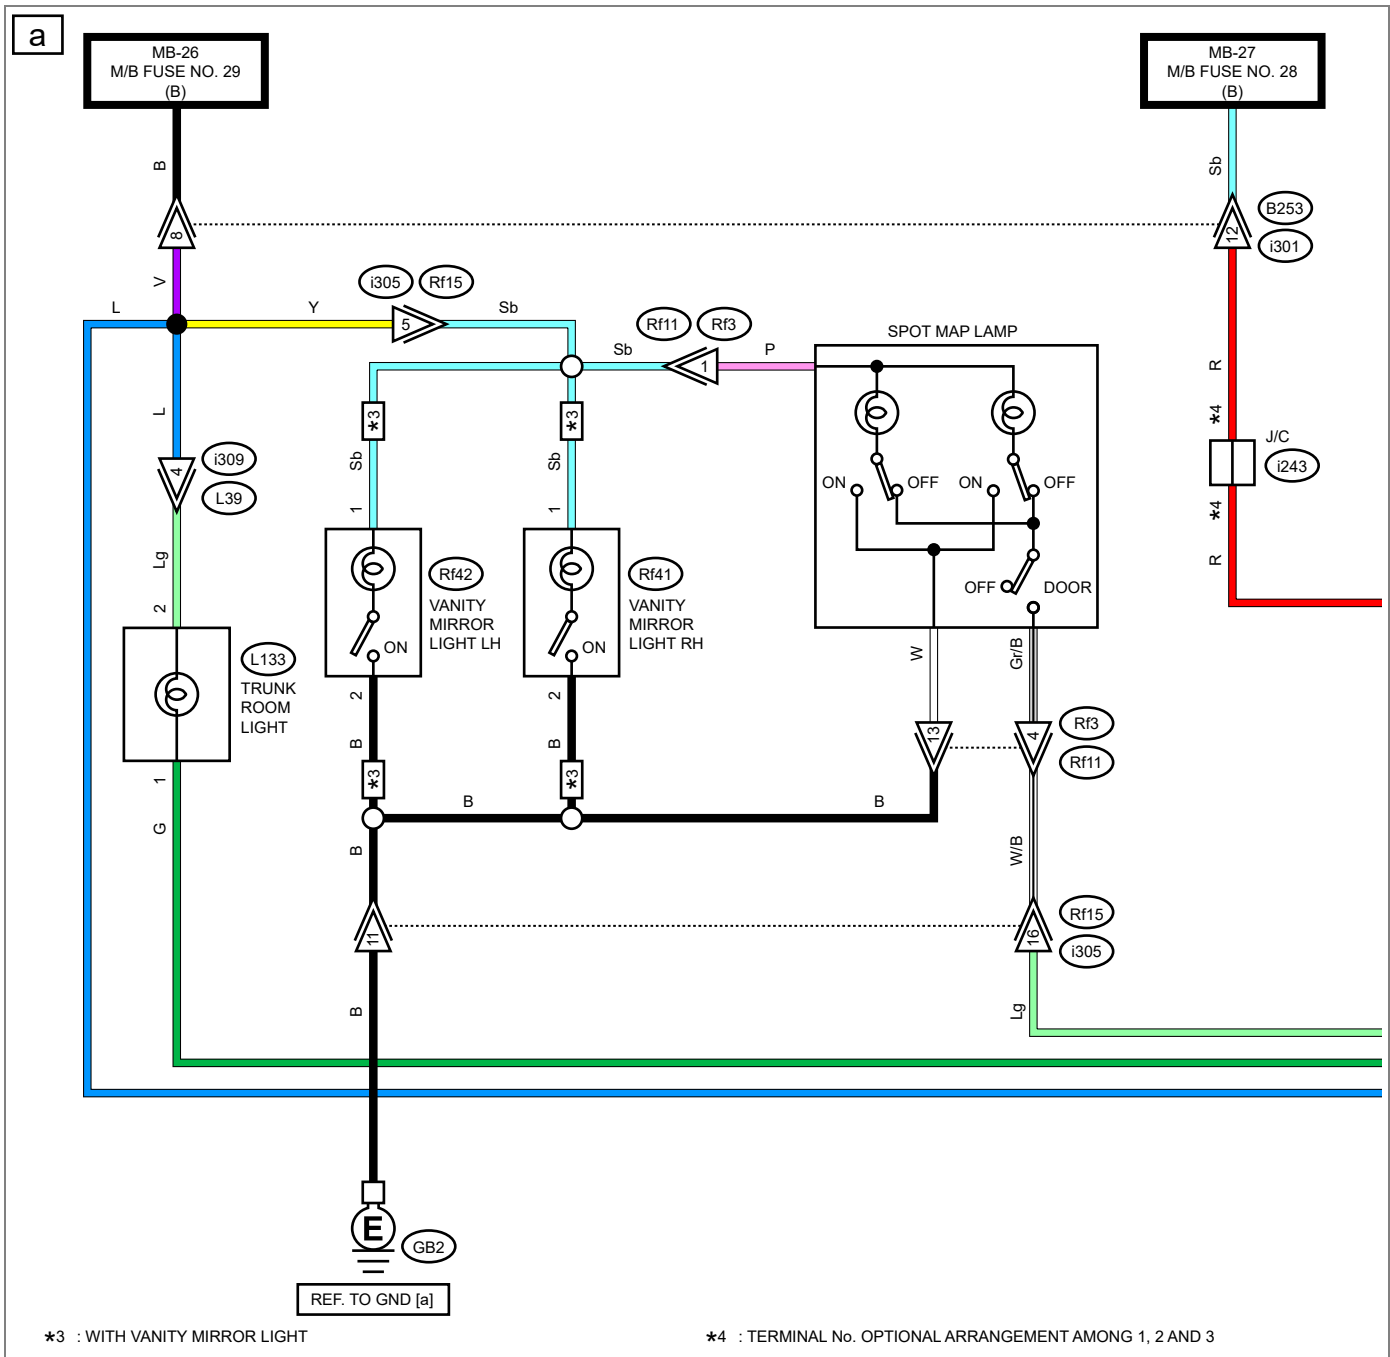 a
MB-26
M/B FUSE NO. 29
(B)
MB-27
M/B FUSE NO. 28
(B)
B
Sb
8
12
B253
i301
V
L
Y
i305
Rf15
5
Sb
Sb
Rf11
Rf3
1
P
SPOT MAP LAMP
R
*4
J/C
i243
*4
R
L
4
i309
L39
*3
*3
Sb
Sb
1
1
ON
OFF
ON
OFF
OFF
DOOR
Lg
2
Rf42
VANITY
MIRROR
LIGHT LH
ON
Rf41
VANITY
MIRROR
LIGHT RH
ON
L133
TRUNK
ROOM
LIGHT
1
G
2
B
*3
2
B
*3
W
Gr/B
13
4
Rf3
Rf11
B
B
B
W/B
11
16
Rf15
i305
B
Lg
E
GB2
REF. TO GND [a]
*3 : WITH VANITY MIRROR LIGHT
*4 : TERMINAL No. OPTIONAL ARRANGEMENT AMONG 1, 2 AND 3